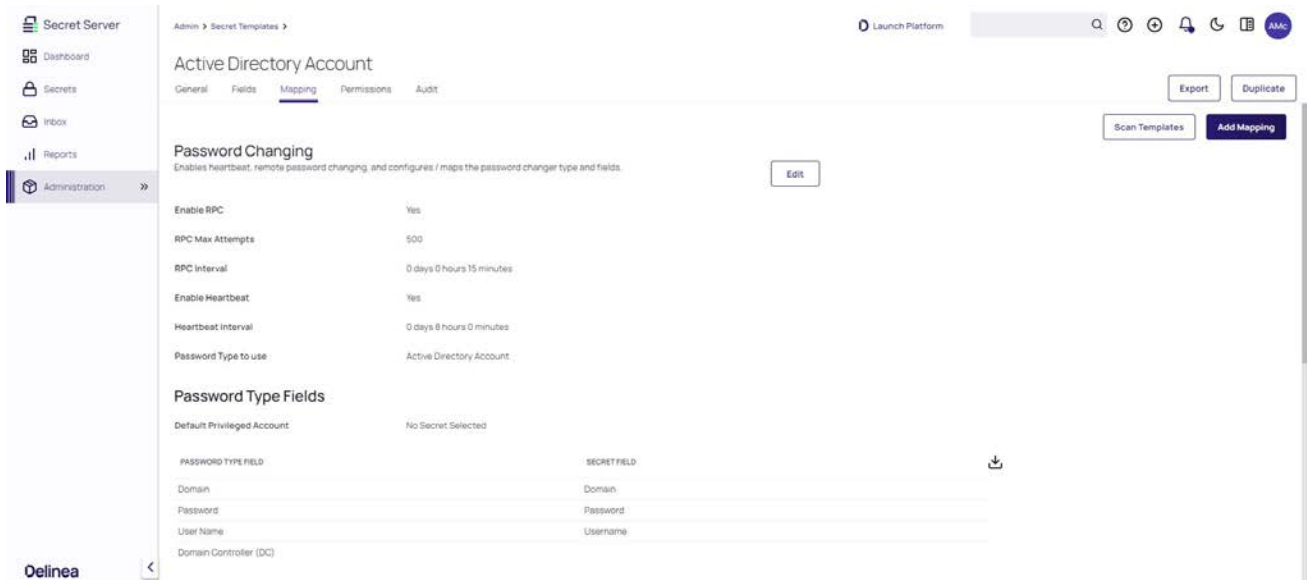 Secret Server
Admin > Secret Templates >
Launch Platform
AMc
Dashboard
Secrets
Inbox
Reports
Administration
Active Directory Account
General Fields Mapping Permissions Audit
Export Duplicate
Scan Templates Add Mapping
Password Changing
Enables heartbeat, remote password changing, and configures / maps the password changer type and fields.
Edit
Enable RPC Yes
RPC Max Attempts 500
RPC Interval 0 days 0 hours 15 minutes
Enable Heartbeat Yes
Heartbeat Interval 0 days 8 hours 0 minutes
Password Type to use Active Directory Account
Password Type Fields
Default Privileged Account No Secret Selected
PASSWORD TYPE FIELD SECRET FIELD
Domain Domain
Password Password
User Name Username
Domain Controller (DC)
Delinea